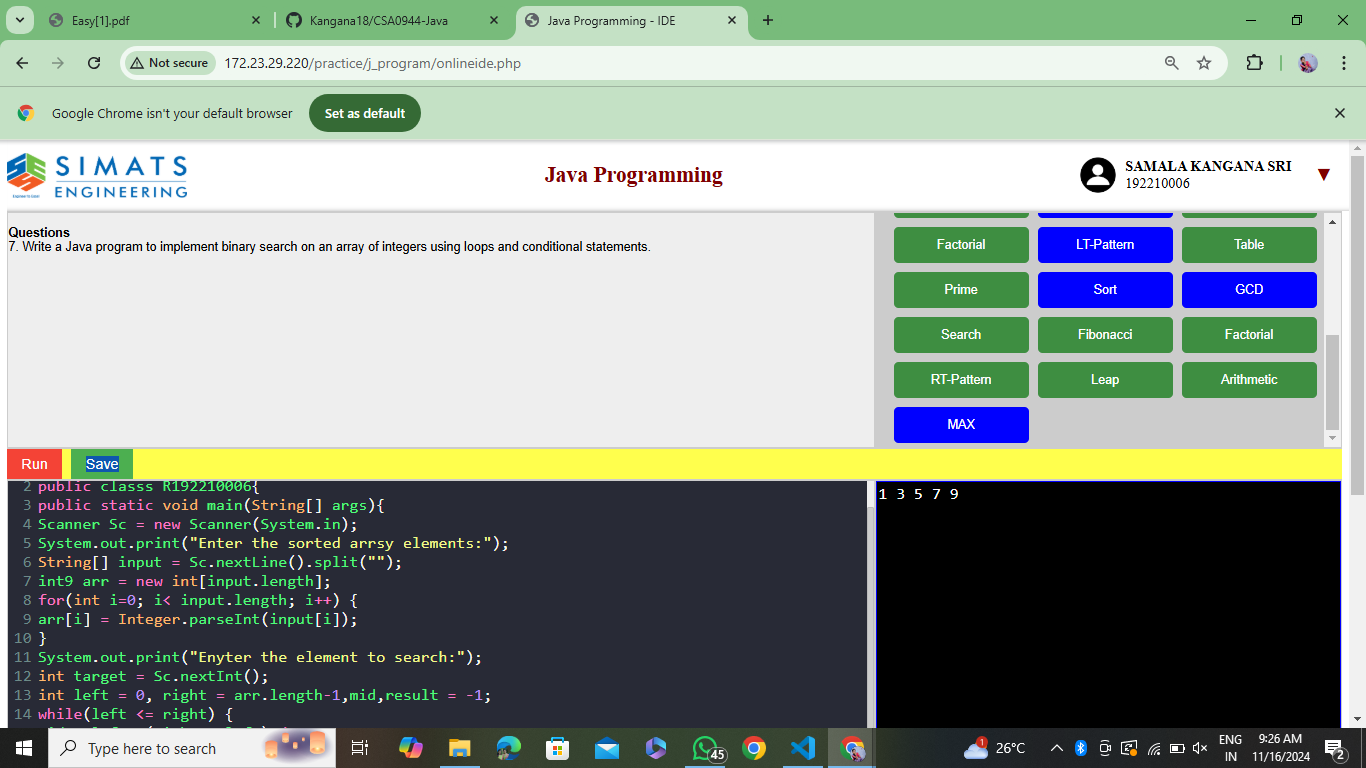 Easy[1].pdf
Kangana18/CSA0944-Java
Java Programming - IDE
Not secure
172.23.29.220/practice/j_program/onlineide.php
Google Chrome isn't your default browser
Set as default
SIMATS
ENGINEERING
Java Programming
SAMALA KANGANA SRI
192210006
Questions
7. Write a Java program to implement binary search on an array of integers using loops and conditional statements.
Factorial LT-Pattern Table
Prime Sort GCD
Search Fibonacci Factorial
RT-Pattern Leap Arithmetic
MAX
Run Save
2 public classs R192210006{
3 public static void main(String[] args){
4 Scanner Sc = new Scanner(System.in);
5 System.out.print("Enter the sorted arrsy elements:");
6 String[] input = Sc.nextLine().split("");
7 int9 arr = new int[input.length];
8 for(int i=0; i< input.length; i++) {
9 arr[i] = Integer.parseInt(input[i]);
10 }
11 System.out.print("Enyter the element to search:");
12 int target = Sc.nextInt();
13 int left = 0, right = arr.length-1,mid,result = -1;
14 while(left <= right) {
1 3 5 7 9
Type here to search
45
1
26°C
ENG
IN
9:26 AM
11/16/2024
2